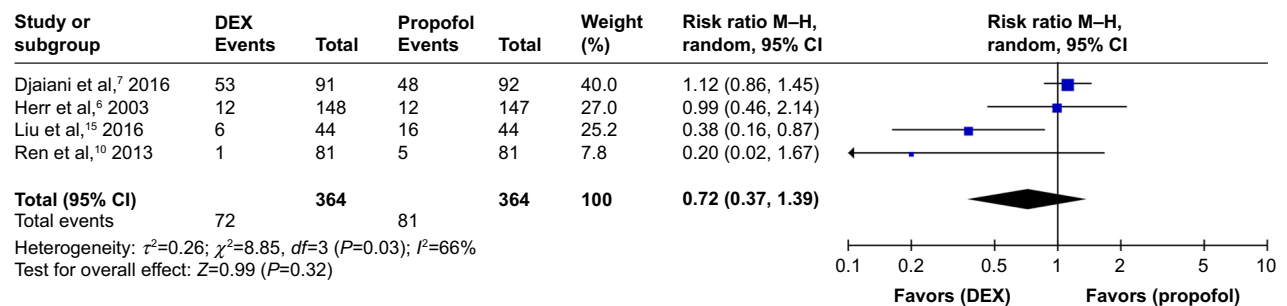 Study or subgroup DEX Events Total Propofol Events Total Weight (%) Risk ratio M–H, random, 95% CI Risk ratio M–H, random, 95% CI
Djaiani et al,⁷ 2016 53 91 48 92 40.0 1.12 (0.86, 1.45)
Herr et al,⁶ 2003 12 148 12 147 27.0 0.99 (0.46, 2.14)
Liu et al,¹⁵ 2016 6 44 16 44 25.2 0.38 (0.16, 0.87)
Ren et al,¹⁰ 2013 1 81 5 81 7.8 0.20 (0.02, 1.67)
Total (95% CI) 364 364 100 0.72 (0.37, 1.39)
Total events 72 81
Heterogeneity: τ²=0.26; χ²=8.85, df=3 (P=0.03); I²=66%
Test for overall effect: Z=0.99 (P=0.32)
0.1 0.2 0.5 1 2 5 10
Favors (DEX) Favors (propofol)